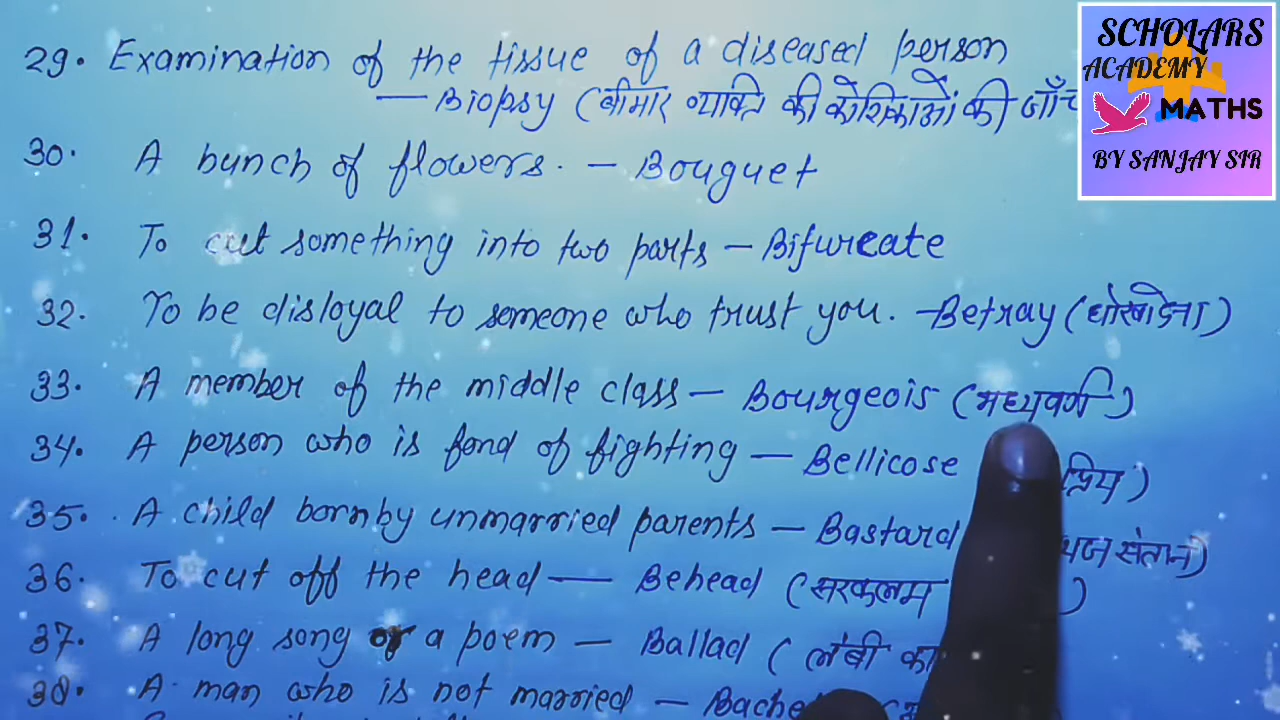 29. Examination of the tissue of a diseased person
— Biopsy (बीमार व्यक्ति की कोशिकाओं की जाँच
30. A bunch of flowers. — Bouquet
31. To cut something into two parts — Bifurcate
32. To be disloyal to someone who trust you. — Betray (धोखा देना)
33. A member of the middle class — Bourgeois (मध्यवर्ग)
34. A person who is fond of fighting — Bellicose प्रिय)
35. A child born by unmarried parents — Bastard संतान)
36. To cut off the head — Behead (सरकलम )
37. A long song or a poem — Ballad (लंबी
38. A man who is not married —
SCHOLARS
ACADEMY
MATHS
BY SANJAY SIR